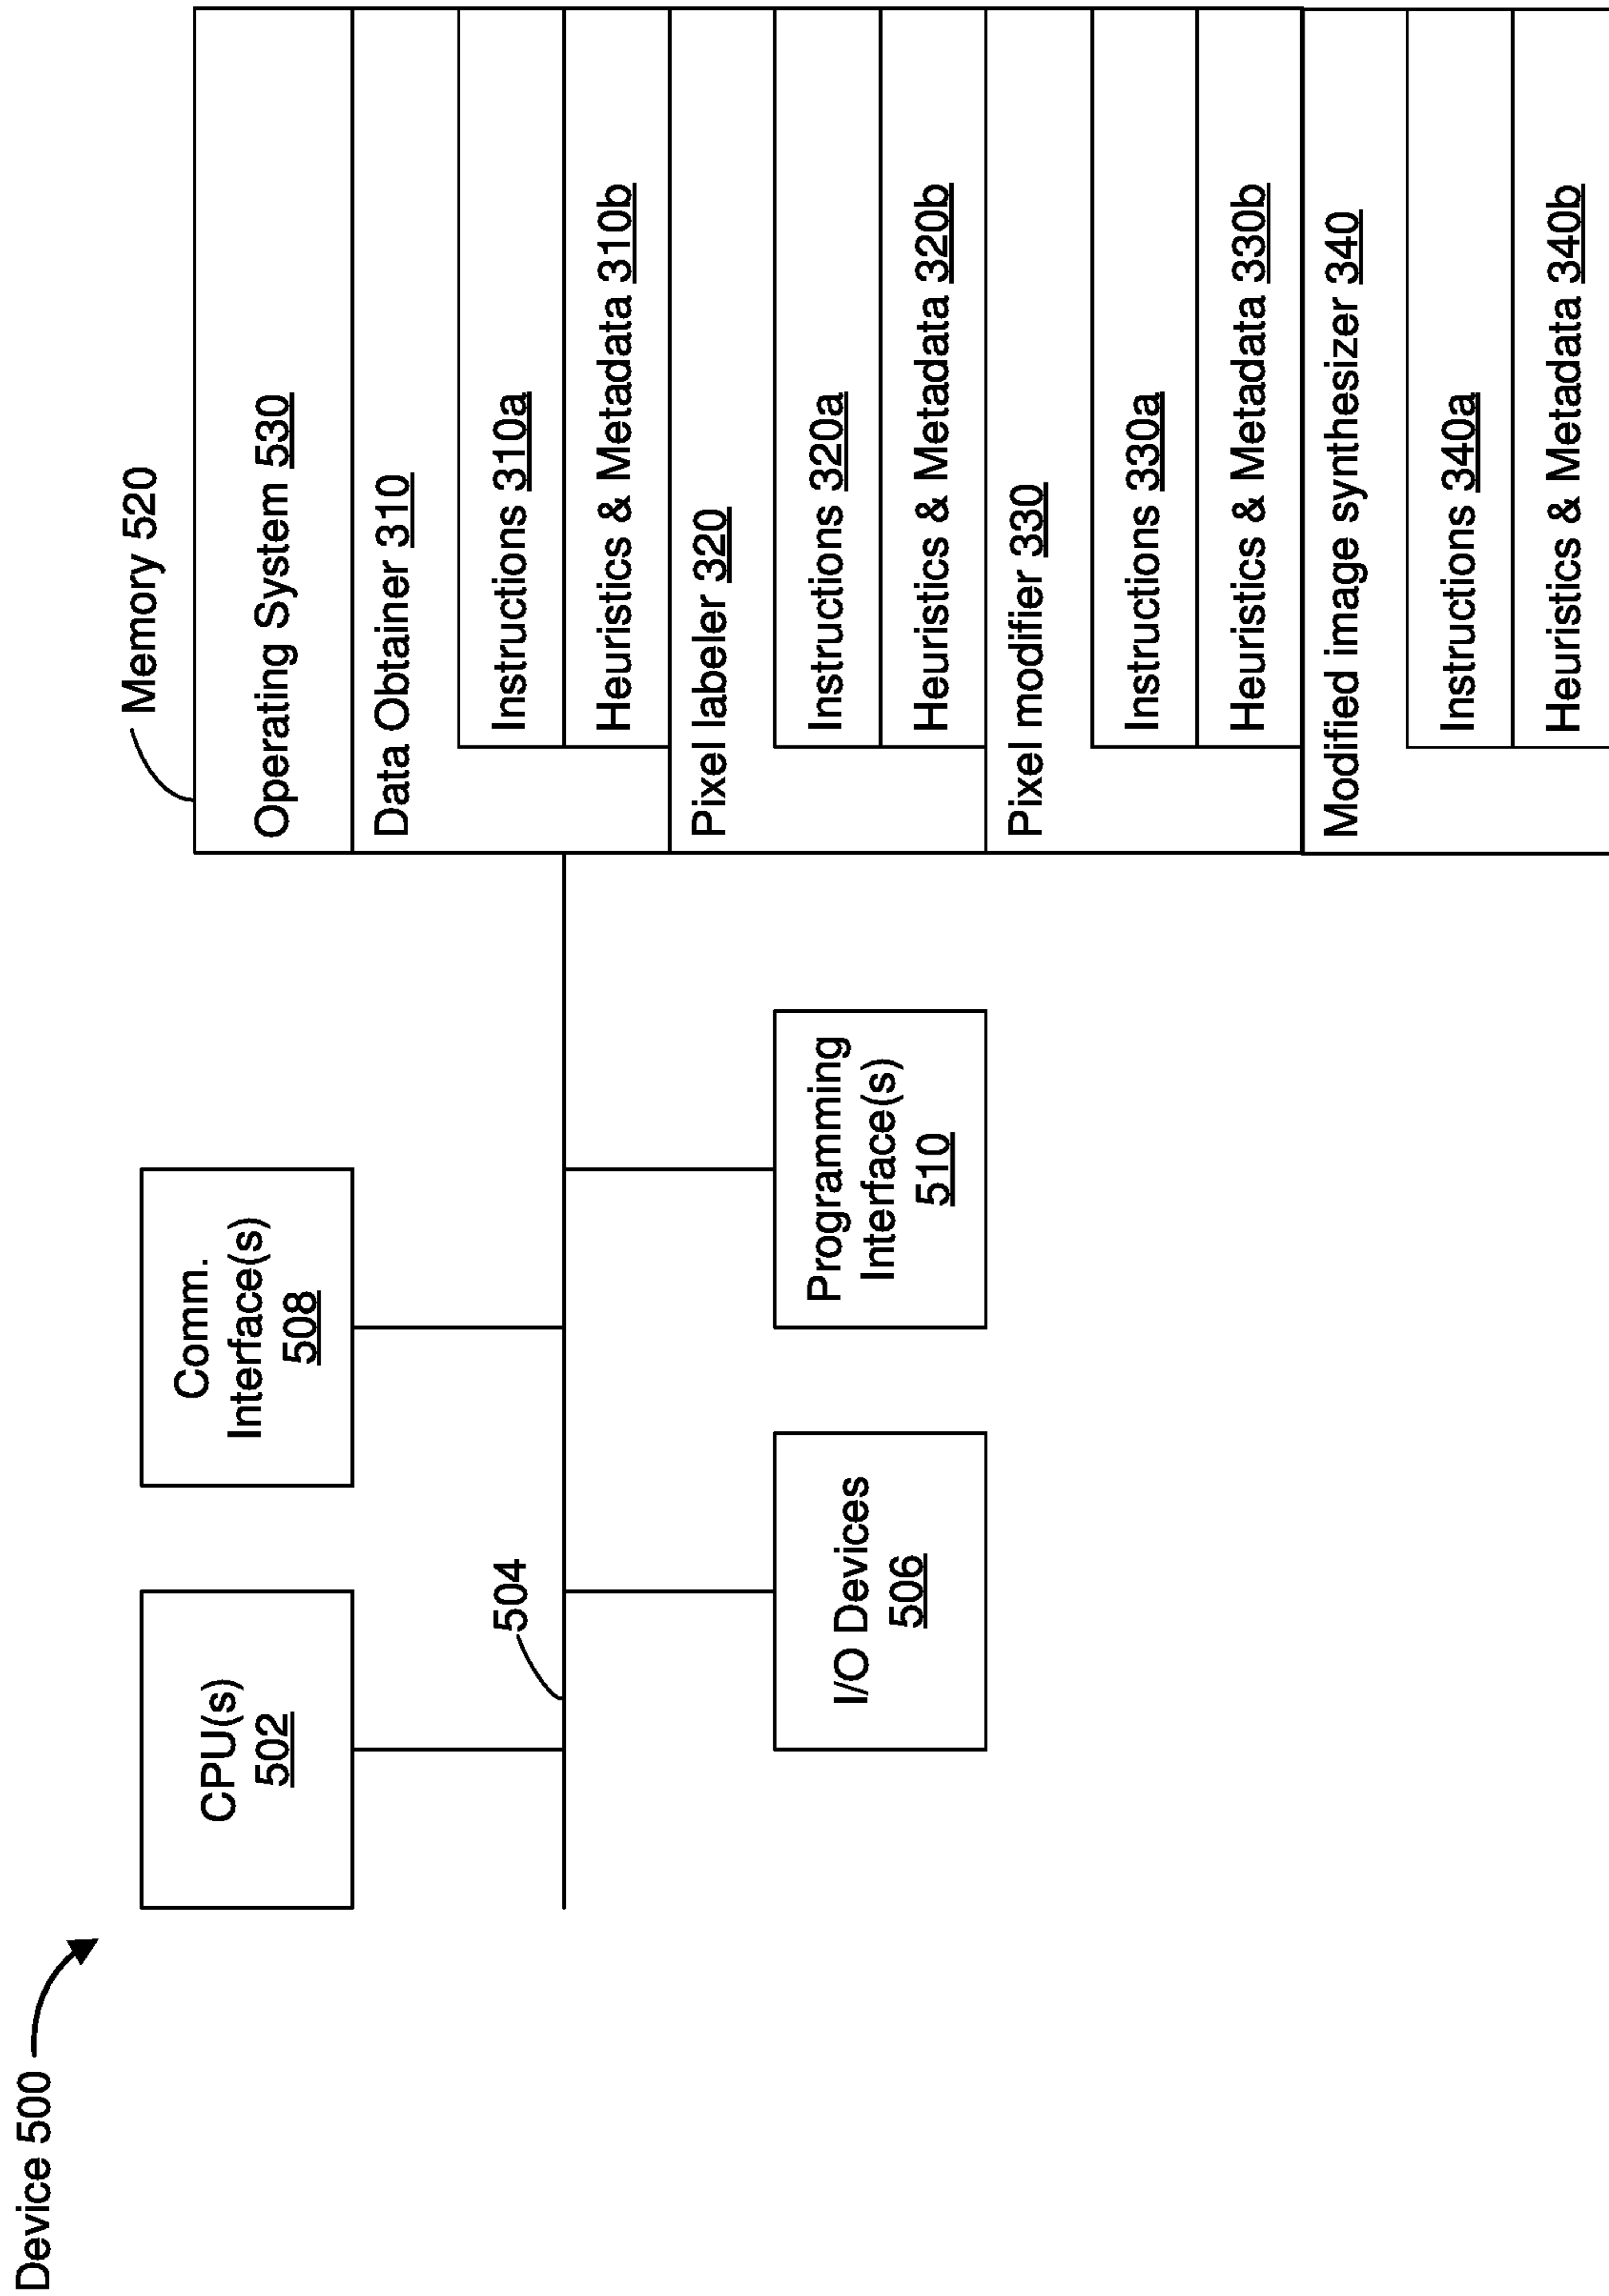 Device 500
CPU(s)
502
Comm.
Interface(s)
508
504
I/O Devices
506
Programming
Interface(s)
510
Memory 520
Operating System 530
Data Obtainer 310
Instructions 310a
Heuristics & Metadata 310b
Pixel labeler 320
Instructions 320a
Heuristics & Metadata 320b
Pixel modifier 330
Instructions 330a
Heuristics & Metadata 330b
Modified image synthesizer 340
Instructions 340a
Heuristics & Metadata 340b